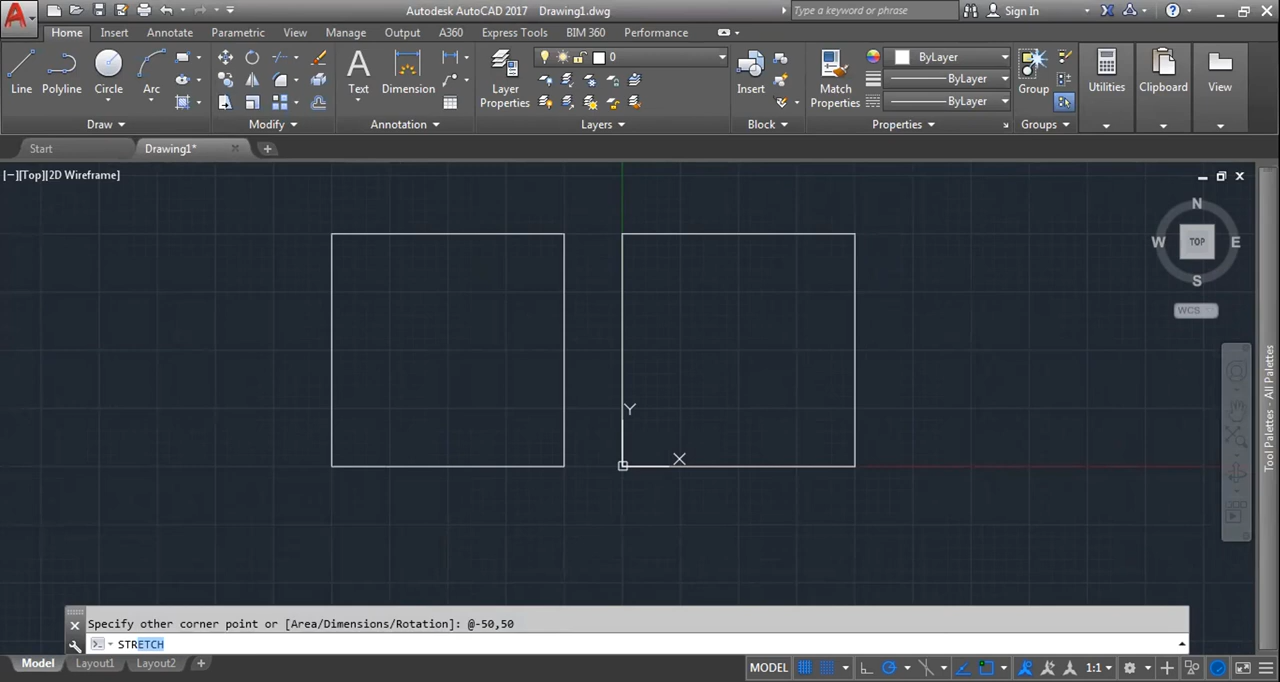 Autodesk AutoCAD 2017 Drawing1.dwg
Type a keyword or phrase
Sign In
Home Insert Annotate Parametric View Manage Output A360 Express Tools BIM 360 Performance
Line Polyline Circle Arc
Text Dimension
Layer Properties
0
Insert
Match Properties
ByLayer
ByLayer
ByLayer
Group
Utilities
Clipboard
View
Draw Modify Annotation Layers Block Properties Groups
Start Drawing1*
[−][Top][2D Wireframe]
N
W TOP E
S
WCS
Y
X
Tool Palettes - All Palettes
Specify other corner point or [Area/Dimensions/Rotation]: @-50,50
STRETCH
Model Layout1 Layout2
MODEL 1:1